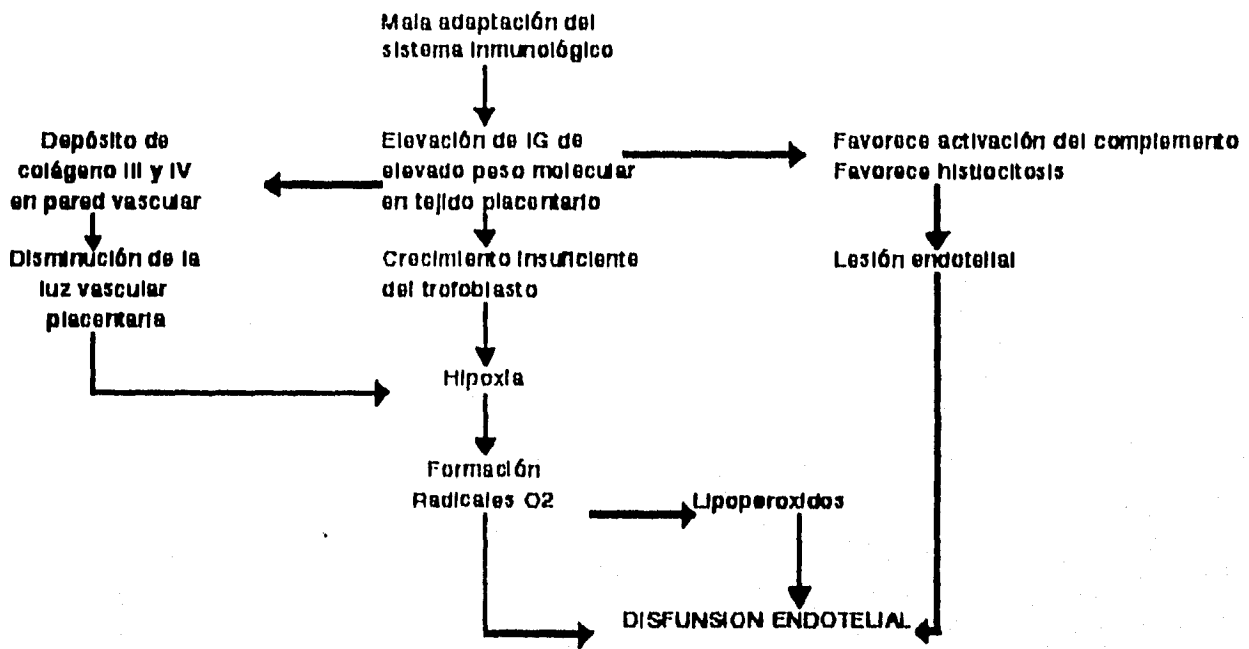 Mala adaptación del
sistema inmunológico
Depósito de
colágeno III y IV
en pared vascular
Elevación de IG de
elevado peso molecular
en tejido placentario
Favorece activación del complemento
Favorece histiocitosis
Disminución de la
luz vascular
placentaria
Crecimiento insuficiente
del trofoblasto
Lesión endotelial
Hipoxia
Formación
Radicales O2
Lipoperoxidos
DISFUNSION ENDOTELIAL